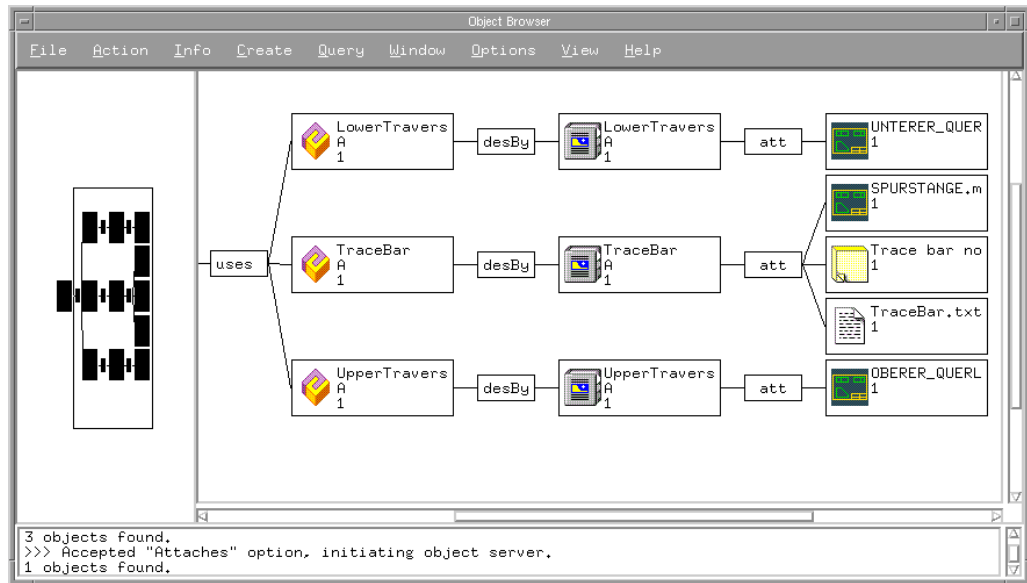 Object Browser
File Action Info Create Query Window Options View Help
LowerTravers
A
1
desBy
LowerTravers
A
1
att
UNTERER_QUER
1
SPURSTANGE.m
1
uses
TraceBar
A
1
desBy
TraceBar
A
1
att
Trace bar no
1
TraceBar.txt
1
UpperTravers
A
1
desBy
UpperTravers
A
1
att
OBERER_QUERL
1
3 objects found.
>>> Accepted "Attaches" option, initiating object server.
1 objects found.